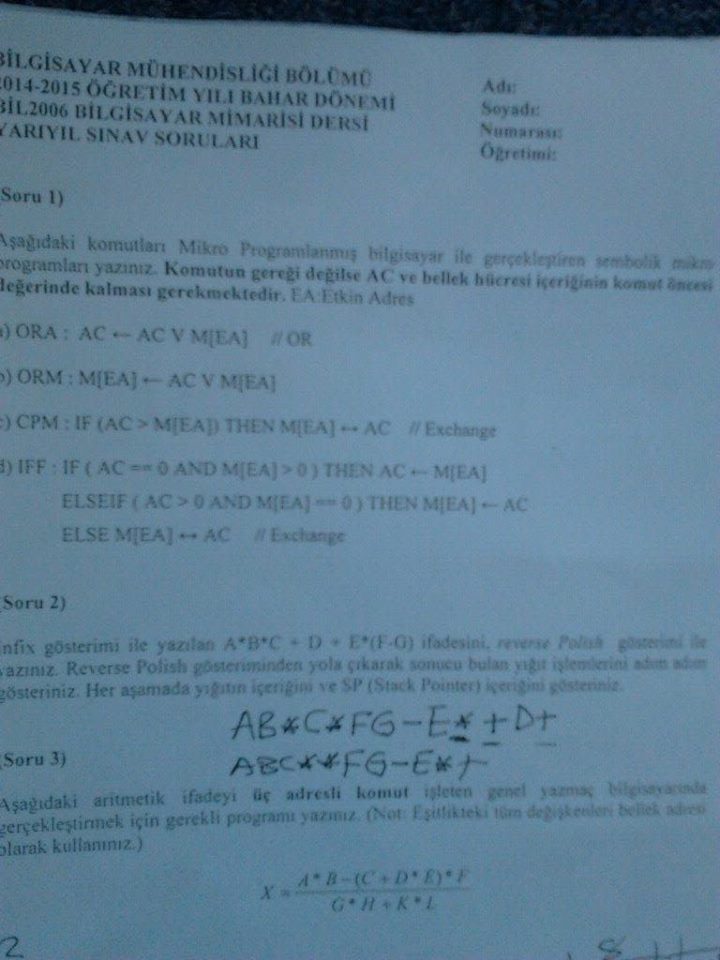 BİLGİSAYAR MÜHENDİSLİĞİ BÖLÜMÜ
2014-2015 ÖĞRETİM YILI BAHAR DÖNEMİ
BİL2006 BİLGİSAYAR MİMARİSİ DERSİ
YARIYIL SINAV SORULARI
Adı:
Soyadı:
Numarası:
Öğretimi:
(Soru 1)
Aşağıdaki komutları Mikro Programlanmış bilgisayar ile gerçekleştiren sembolik mikro
programları yazınız. Komutun gereği değilse AC ve bellek hücresi içeriğinin komut öncesi
değerinde kalması gerekmektedir. EA:Etkin Adres
a) ORA : AC ← AC V M[EA] // OR
b) ORM : M[EA] ← AC V M[EA]
c) CPM : IF (AC > M[EA]) THEN M[EA] ↔ AC // Exchange
d) IFF : IF ( AC == 0 AND M[EA] > 0 ) THEN AC ← M[EA]
ELSEIF ( AC > 0 AND M[EA] == 0 ) THEN M[EA] ← AC
ELSE M[EA] ↔ AC // Exchange
(Soru 2)
Infix gösterimi ile yazılan A*B*C + D + E*(F-G) ifadesini, reverse Polish gösterimi ile
yazınız. Reverse Polish gösteriminden yola çıkarak sonucu bulan yığıt işlemlerini adım adım
gösteriniz. Her aşamada yığıtın içeriğini ve SP (Stack Pointer) içeriğini gösteriniz.
AB*C*FG-E*+D+
ABC**FG-E*+
(Soru 3)
Aşağıdaki aritmetik ifadeyi üç adresli komut işleten genel yazmaç bilgisayarında
gerçekleştirmek için gerekli programı yazınız. (Not: Eşitlikteki tüm değişkenleri bellek adresi
olarak kullanınız.)
X = A * B - (C + D * E) * F
G * H + K * L
2
8